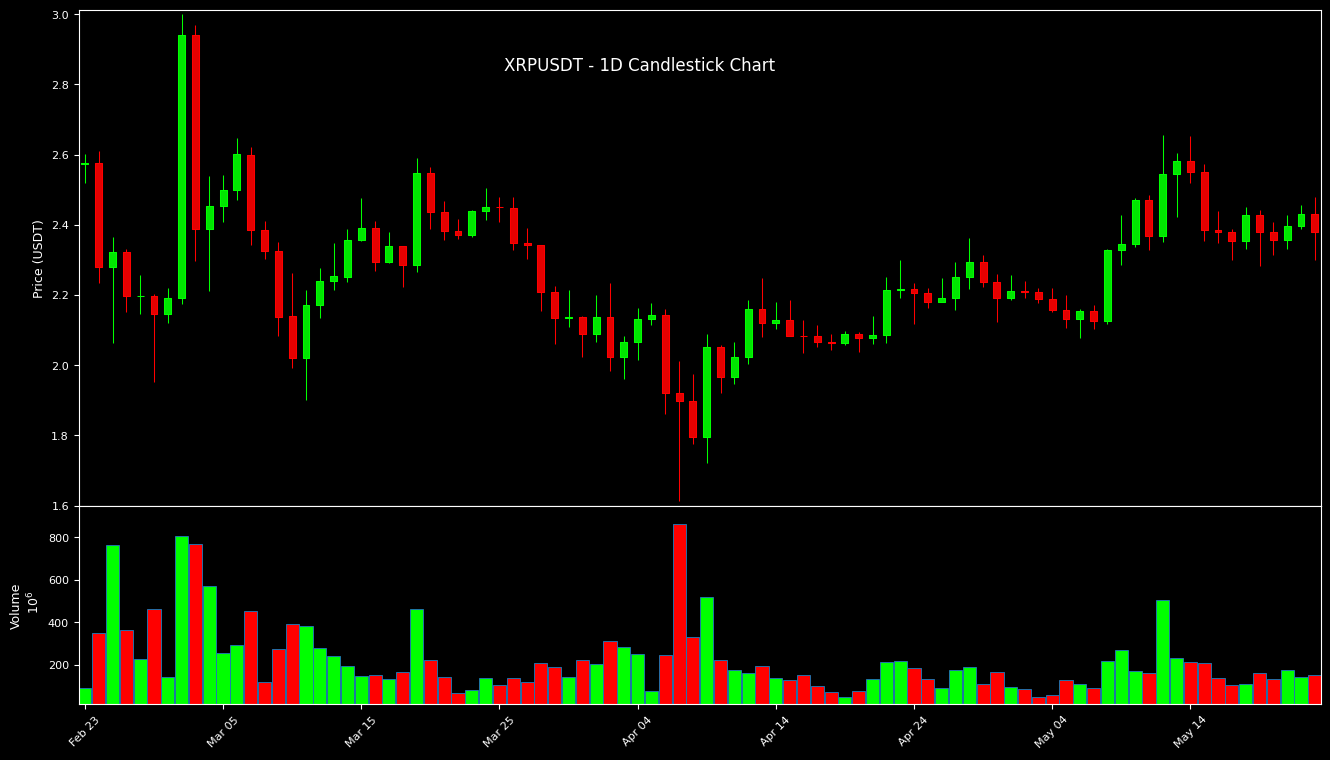 XRPUSDT - 1D Candlestick Chart
Price (USDT)
3.0
2.8
2.6
2.4
2.2
2.0
1.8
1.6
Volume
10^6
800
600
400
200
Feb 23
Mar 05
Mar 15
Mar 25
Apr 04
Apr 14
Apr 24
May 04
May 14